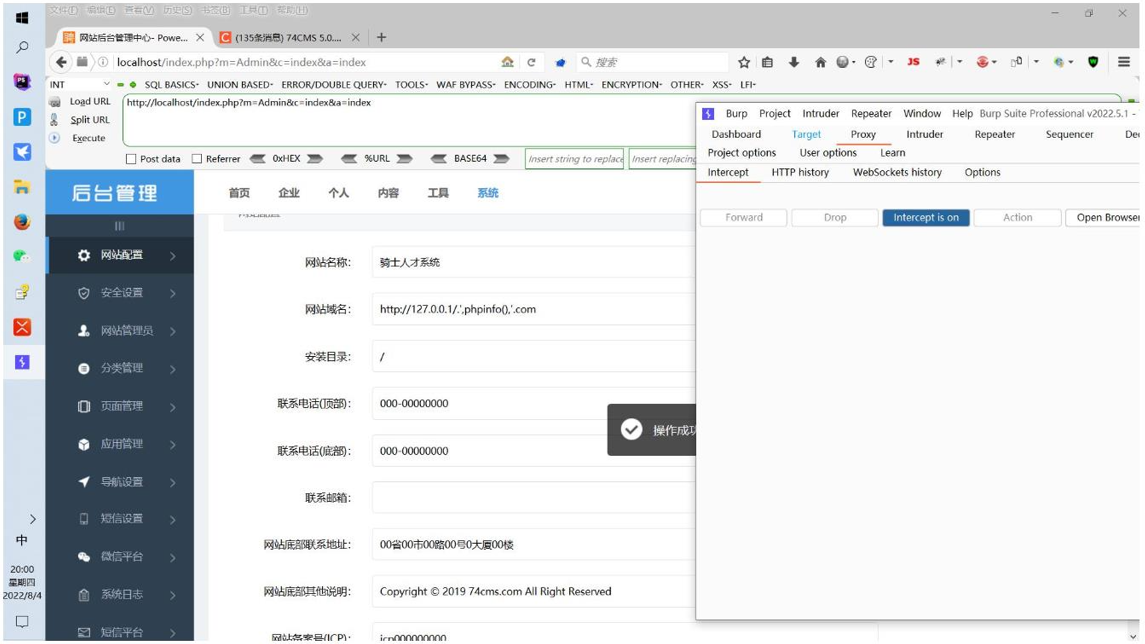 文件(F) 编辑(E) 查看(V) 历史(S) 书签(B) 工具(T) 帮助(H)
网站后台管理中心- Powe...
(135条消息) 74CMS 5.0....
localhost/index.php?m=Admin&c=index&a=index
搜索
JS
INT
SQL BASICS
UNION BASED
ERROR/DOUBLE QUERY
TOOLS
WAF BYPASS
ENCODING
HTML
ENCRYPTION
OTHER
XSS
LFI
Load URL
Split URL
Execute
http://localhost/index.php?m=Admin&c=index&a=index
Post data
Referrer
0xHEX
%URL
BASE64
Insert string to replace
Insert replacing
后台管理
首页
企业
个人
内容
工具
系统
网站配置
安全设置
网站管理员
分类管理
页面管理
应用管理
导航设置
短信设置
微信平台
系统日志
短信平台
网站名称:
骑士人才系统
网站域名:
http://127.0.0.1/.',phpinfo(),'.com
安装目录:
/
联系电话(顶部):
000-00000000
联系电话(底部):
000-00000000
联系邮箱:
网站底部联系地址:
00省00市00路00号0大厦00楼
网站底部其他说明:
Copyright © 2019 74cms.com All Right Reserved
网站备案号(ICP):
icp000000000
操作成功
Burp Project Intruder Repeater Window Help Burp Suite Professional v2022.5.1 -
Dashboard Target Proxy Intruder Repeater Sequencer Dec
Project options User options Learn
Intercept HTTP history WebSockets history Options
Forward Drop Intercept is on Action Open Browser
中
20:00
星期四
2022/8/4